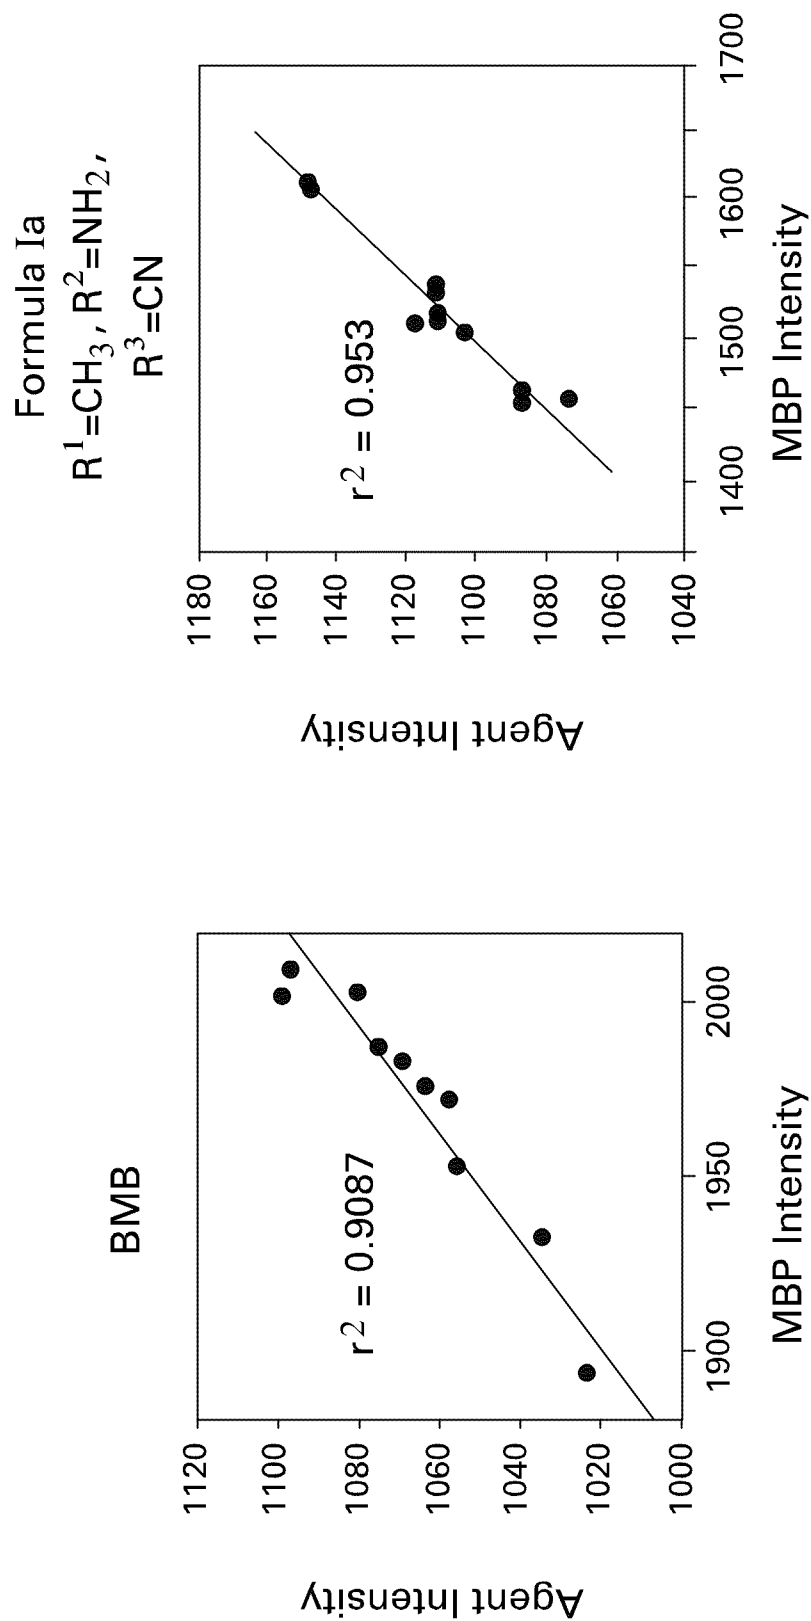 BMB
r² = 0.9087
Agent Intensity
1120
1100
1080
1060
1040
1020
1000
1900
1950
2000
MBP Intensity
Formula Ia
R¹=CH₃, R²=NH₂,
R³=CN
r² = 0.953
Agent Intensity
1180
1160
1140
1120
1100
1080
1060
1040
1400
1500
1600
1700
MBP Intensity